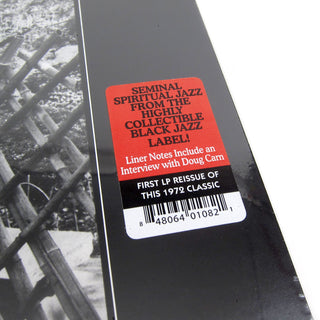 SEMINAL
SPIRITUAL JAZZ
FROM THE
HIGHLY
COLLECTIBLE
BLACK JAZZ
LABEL!
Liner Notes Include an
Interview with Doug Carn
FIRST LP REISSUE OF
THIS 1972 CLASSIC
8 48064 01082 1